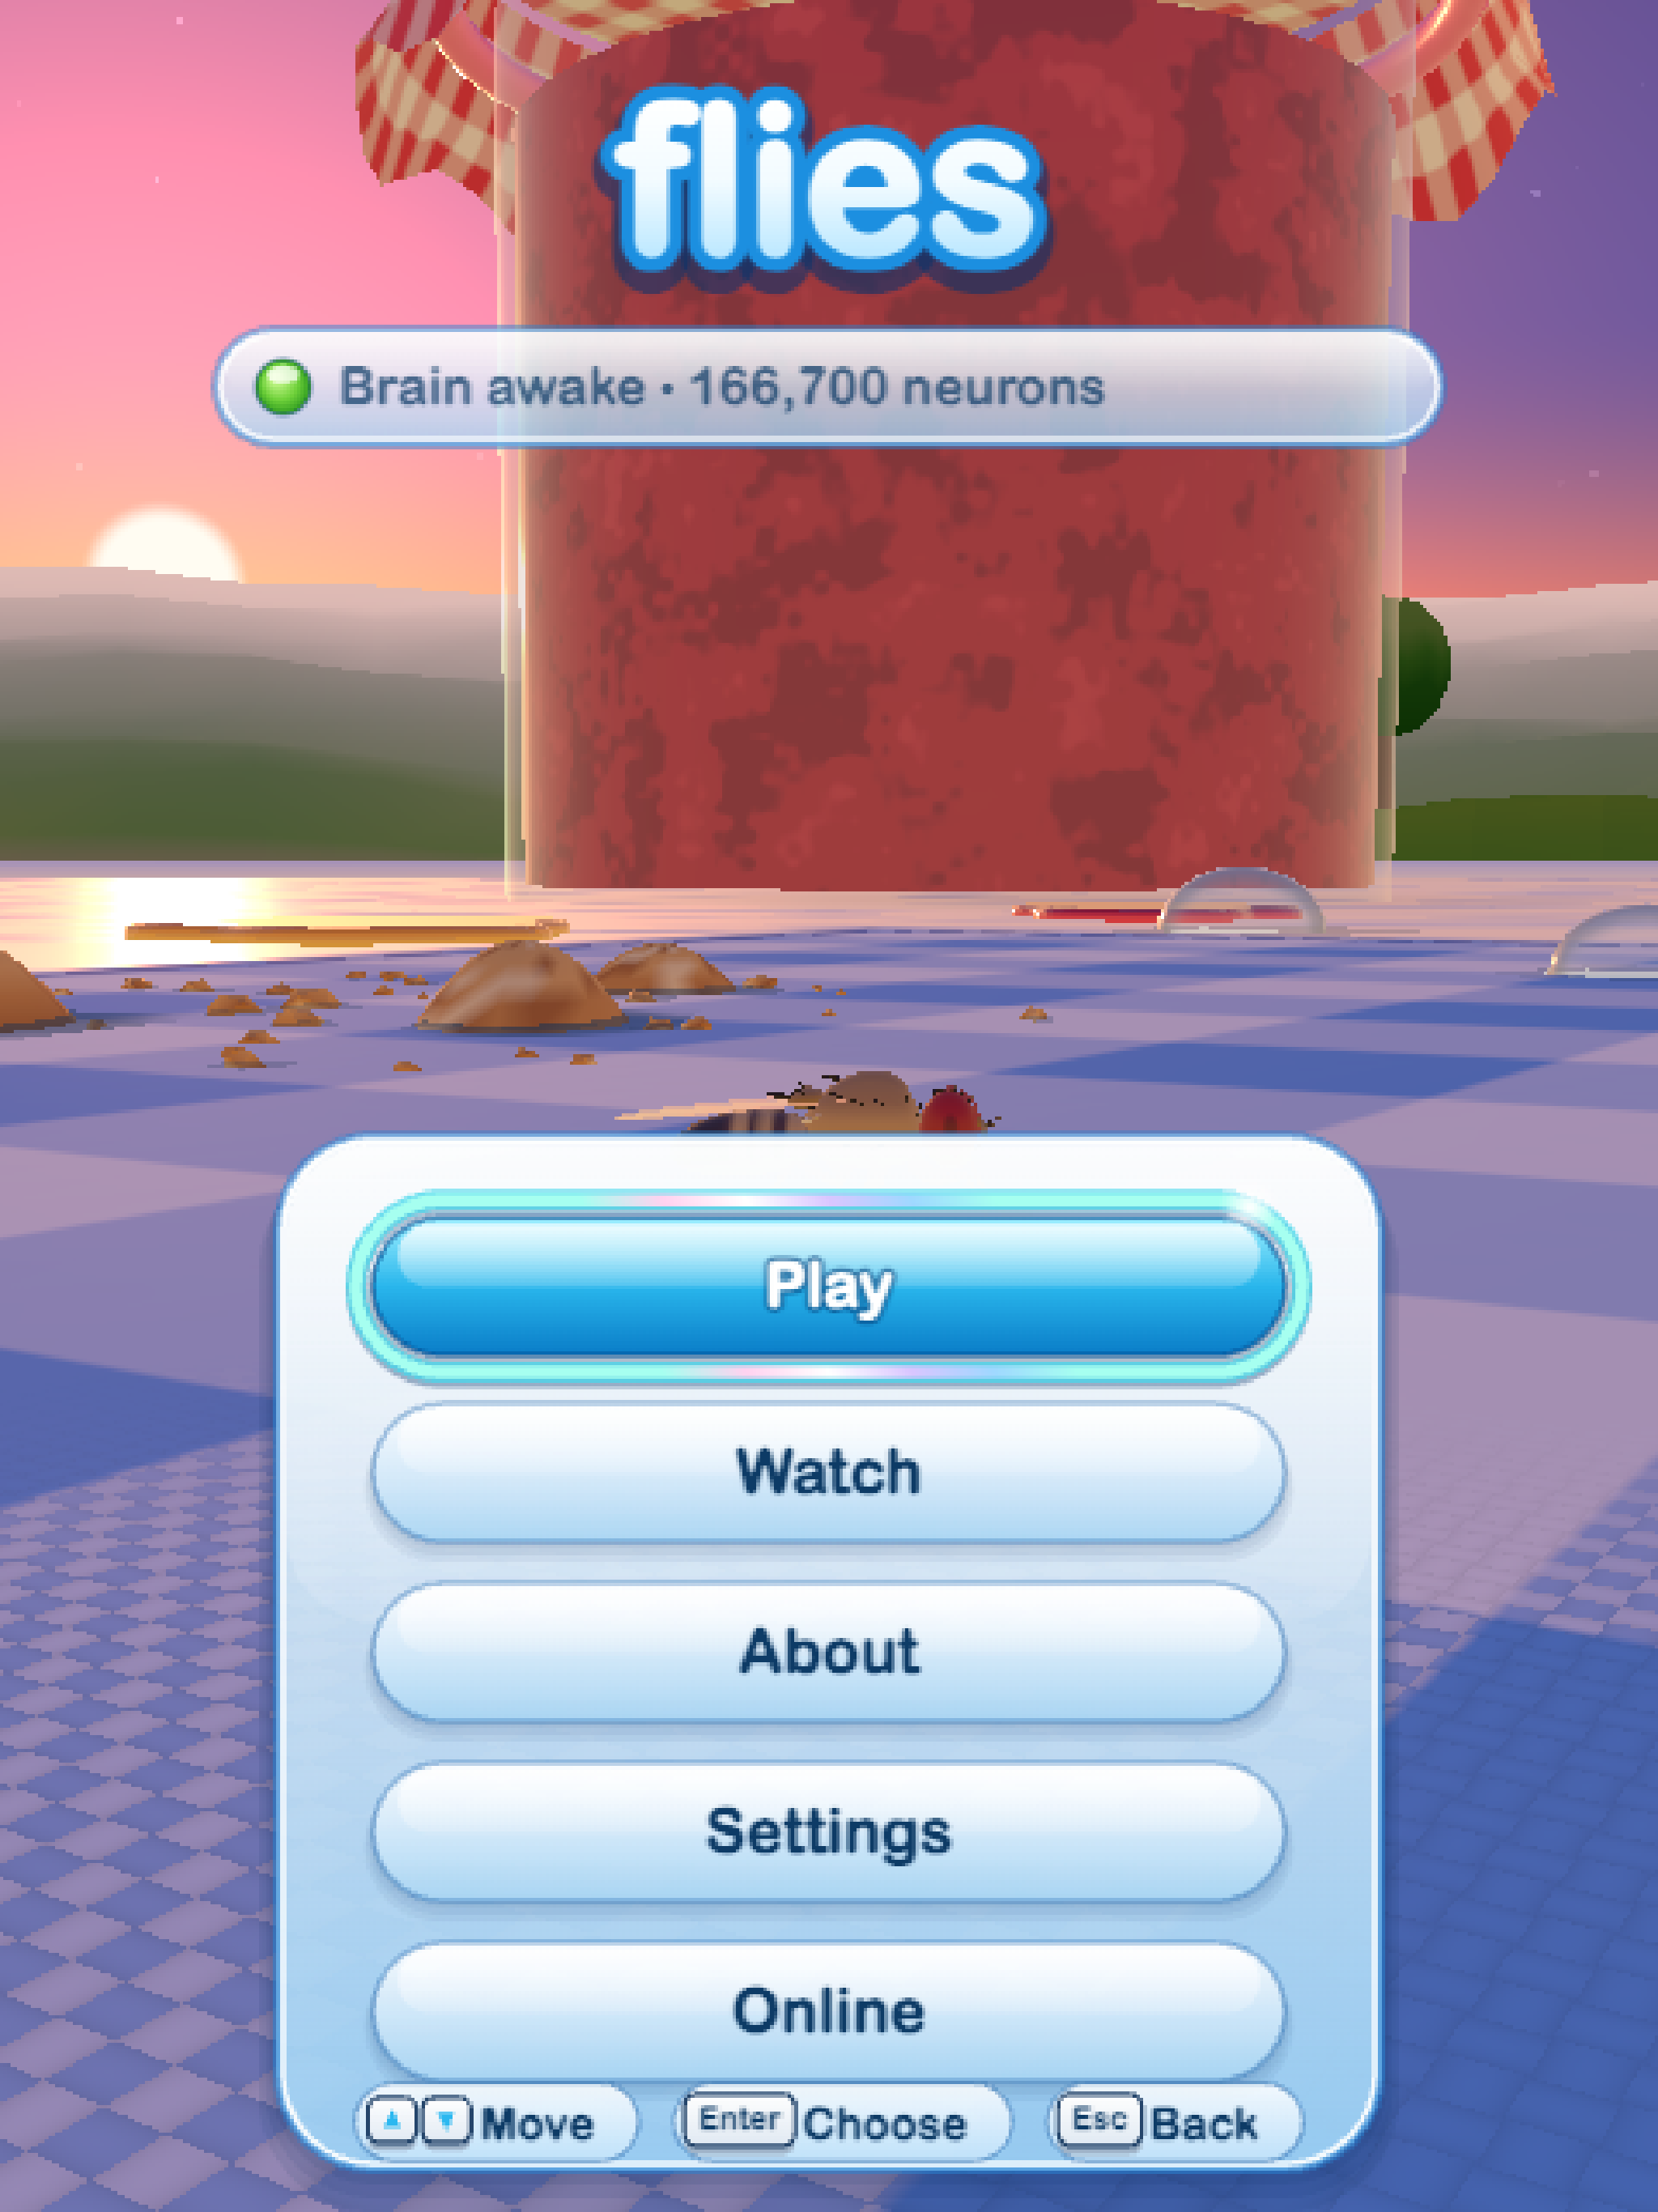 flies
Brain awake • 166,700 neurons
Play
Watch
About
Settings
Online
▲ ▼ Move Enter Choose Esc Back